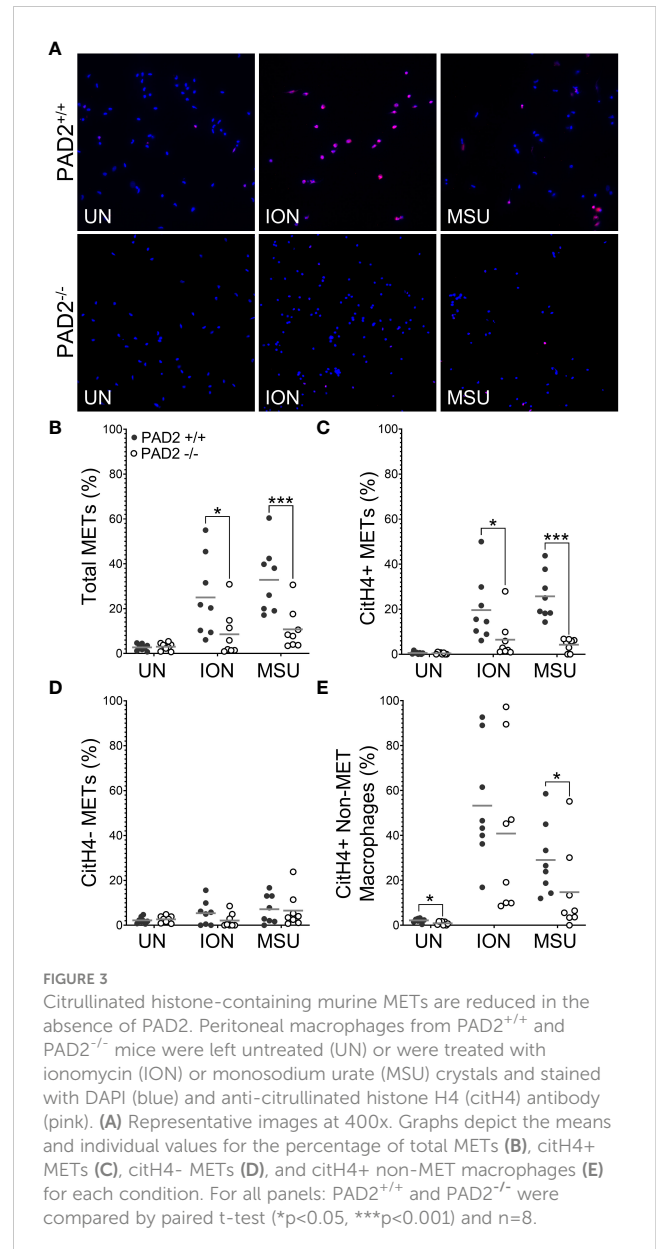 A
PAD2+/+
UN
ION
MSU
PAD2-/-
UN
ION
MSU
B
100
80
60
40
20
0
Total METs (%)
PAD2 +/+
PAD2 -/-
*
***
UN
ION
MSU
C
100
80
60
40
20
0
CitH4+ METs (%)
*
***
UN
ION
MSU
D
100
80
60
40
20
0
CitH4- METs (%)
UN
ION
MSU
E
100
80
60
40
20
0
CitH4+ Non-MET
Macrophages (%)
*
*
UN
ION
MSU
FIGURE 3
Citrullinated histone-containing murine METs are reduced in the
absence of PAD2. Peritoneal macrophages from PAD2+/+ and
PAD2-/- mice were left untreated (UN) or were treated with
ionomycin (ION) or monosodium urate (MSU) crystals and stained
with DAPI (blue) and anti-citrullinated histone H4 (citH4) antibody
(pink). (A) Representative images at 400x. Graphs depict the means
and individual values for the percentage of total METs (B), citH4+
METs (C), citH4- METs (D), and citH4+ non-MET macrophages (E)
for each condition. For all panels: PAD2+/+ and PAD2-/- were
compared by paired t-test (*p<0.05, ***p<0.001) and n=8.